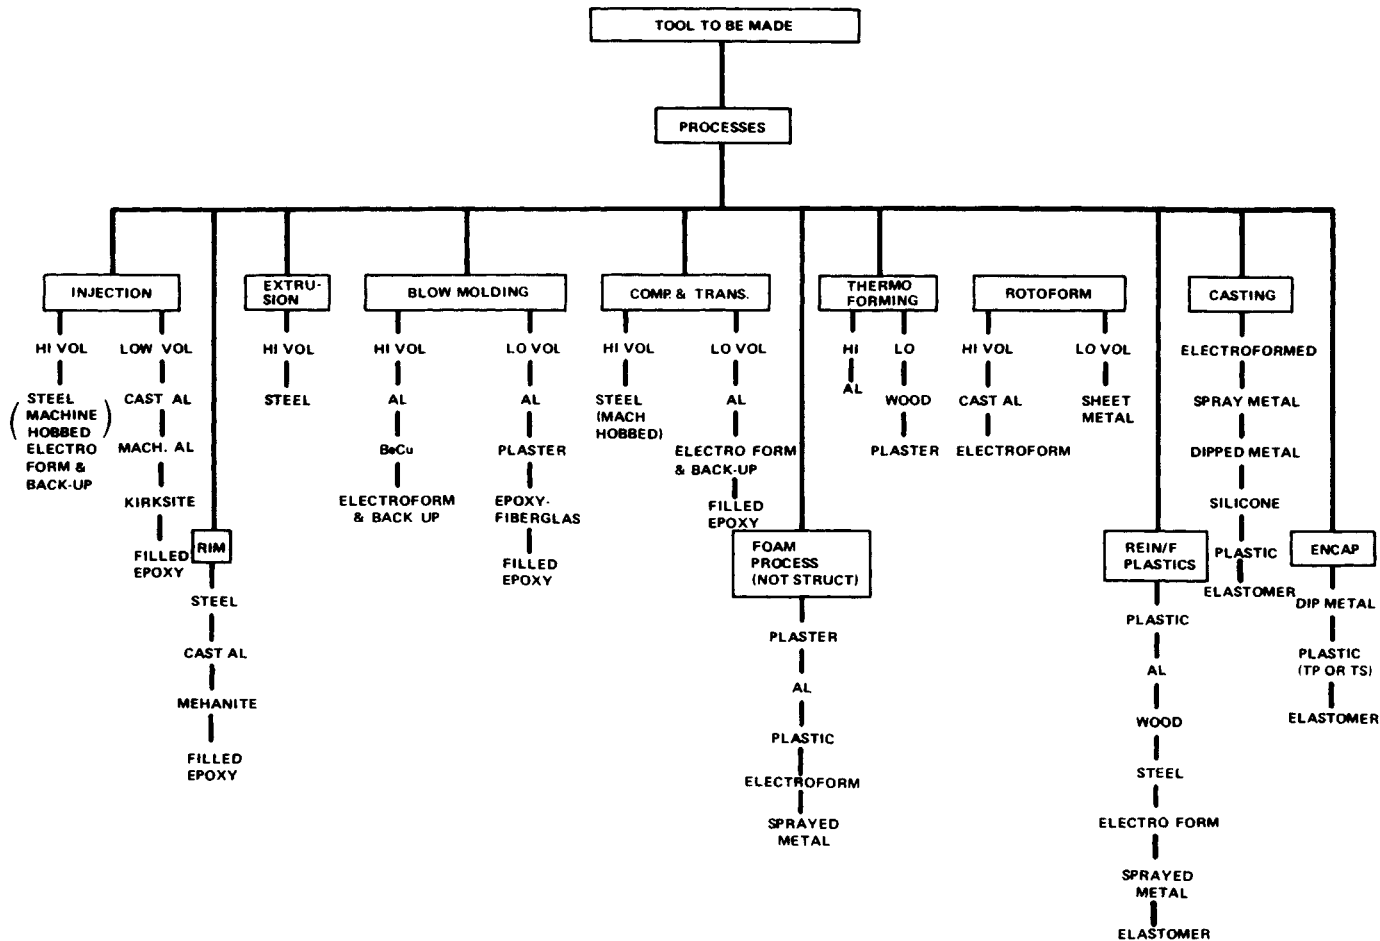 TOOL TO BE MADE
PROCESSES
INJECTION
HI VOL
STEEL
(MACHINE
HOBBED)
ELECTRO
FORM &
BACK-UP
LOW VOL
CAST AL
MACH. AL
KIRKSITE
FILLED
EPOXY
RIM
STEEL
CAST AL
MEHANITE
FILLED
EPOXY
EXTRU-
SION
HI VOL
STEEL
BLOW MOLDING
HI VOL
AL
BeCu
ELECTROFORM
& BACK UP
LO VOL
AL
PLASTER
EPOXY-
FIBERGLAS
FILLED
EPOXY
COMP. & TRANS.
HI VOL
STEEL
(MACH
HOBBED)
LO VOL
AL
ELECTRO FORM
& BACK-UP
FILLED
EPOXY
FOAM
PROCESS
(NOT STRUCT)
PLASTER
AL
PLASTIC
ELECTROFORM
SPRAYED
METAL
THERMO
FORMING
HI
AL
LO
WOOD
PLASTER
ROTOFORM
HI VOL
CAST AL
ELECTROFORM
LO VOL
SHEET
METAL
REIN/F
PLASTICS
PLASTIC
AL
WOOD
STEEL
ELECTRO FORM
SPRAYED
METAL
ELASTOMER
CASTING
ELECTROFORMED
SPRAY METAL
DIPPED METAL
SILICONE
PLASTIC
ELASTOMER
ENCAP
DIP METAL
PLASTIC
(TP OR TS)
ELASTOMER